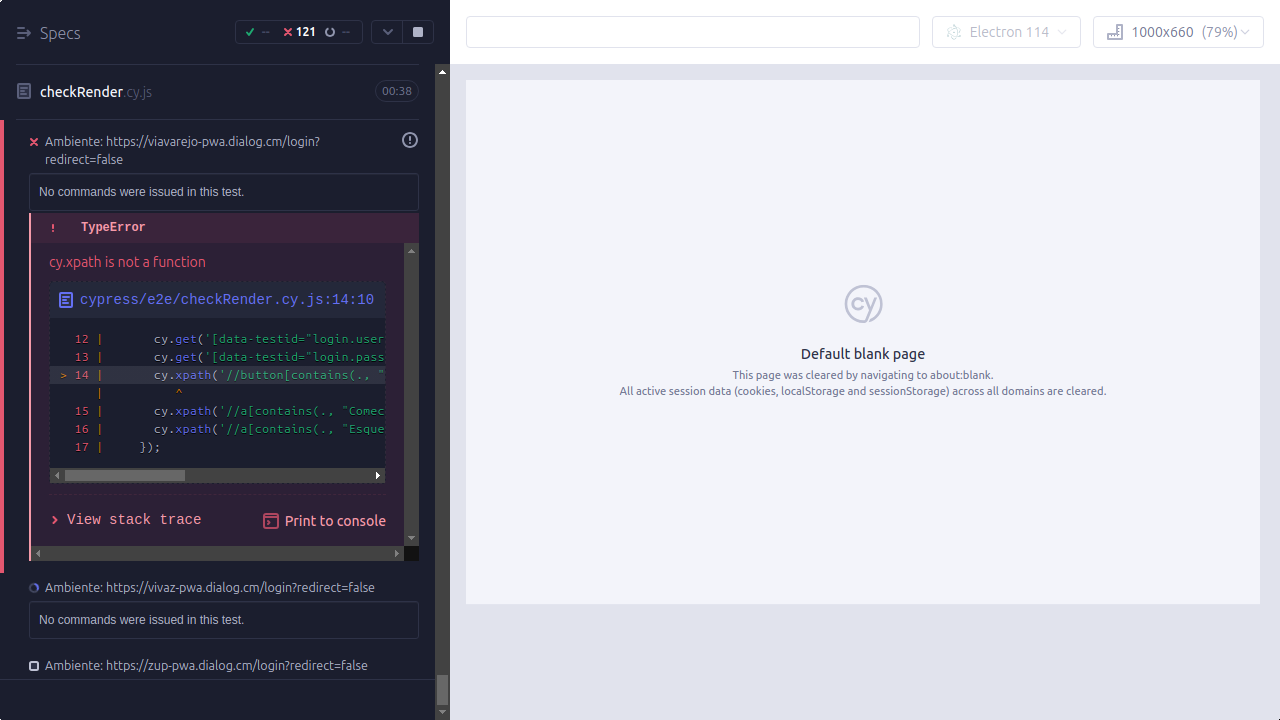 Specs
--
121
--
Electron 114
1000x660 (79%)
checkRender.cy.js
00:38
Ambiente: https://viavarejo-pwa.dialog.cm/login?
redirect=false
No commands were issued in this test.
! TypeError
cy.xpath is not a function
cypress/e2e/checkRender.cy.js:14:10
12 | cy.get('[data-testid="login.user
13 | cy.get('[data-testid="login.pass
> 14 | cy.xpath('//button[contains(., "
| ^
15 | cy.xpath('//a[contains(., "Comec
16 | cy.xpath('//a[contains(., "Esque
17 | });
View stack trace
Print to console
Ambiente: https://vivaz-pwa.dialog.cm/login?redirect=false
No commands were issued in this test.
Ambiente: https://zup-pwa.dialog.cm/login?redirect=false
cy
Default blank page
This page was cleared by navigating to about:blank.
All active session data (cookies, localStorage and sessionStorage) across all domains are cleared.